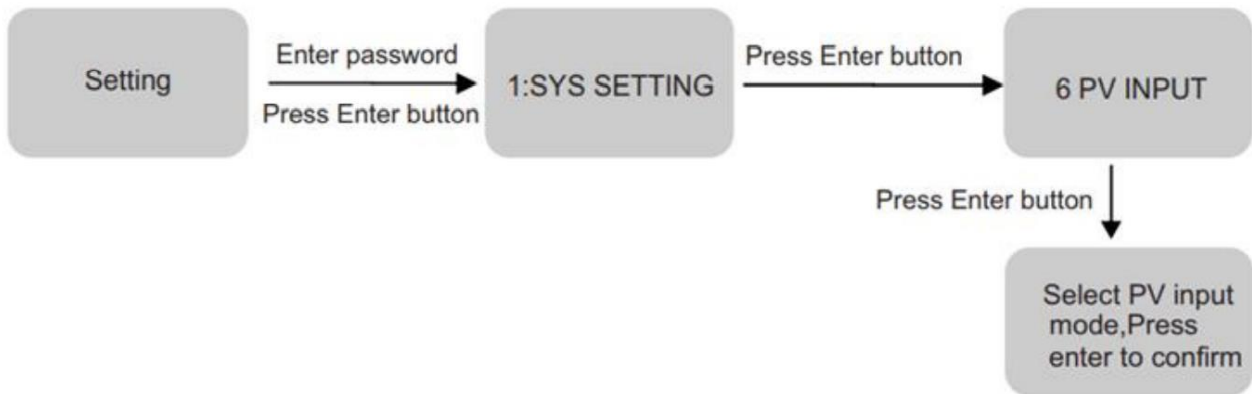 Setting
Enter password
Press Enter button
1:SYS SETTING
Press Enter button
6 PV INPUT
Press Enter button
Select PV input
mode,Press
enter to confirm